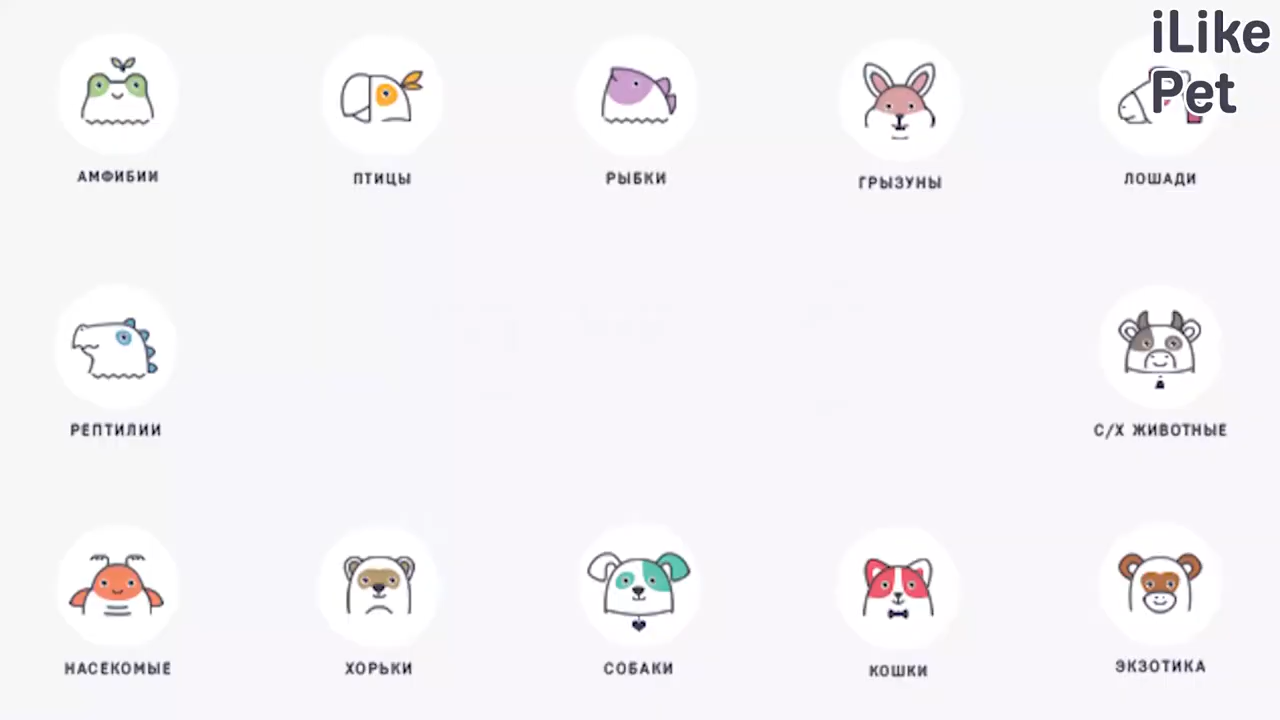 iLike
Pet
АМФИБИИ
ПТИЦЫ
РЫБКИ
ГРЫЗУНЫ
ЛОШАДИ
РЕПТИЛИИ
С/Х ЖИВОТНЫЕ
НАСЕКОМЫЕ
ХОРЬКИ
СОБАКИ
КОШКИ
ЭКЗОТИКА